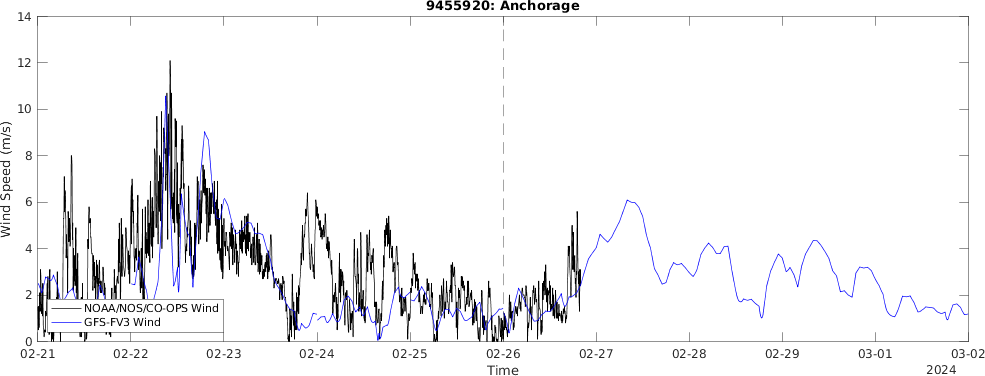 9455920: Anchorage
14
12
10
8
6
4
2
0
Wind Speed (m/s)
NOAA/NOS/CO-OPS Wind
GFS-FV3 Wind
02-21 02-22 02-23 02-24 02-25 02-26 02-27 02-28 02-29 03-01 03-02
Time
2024